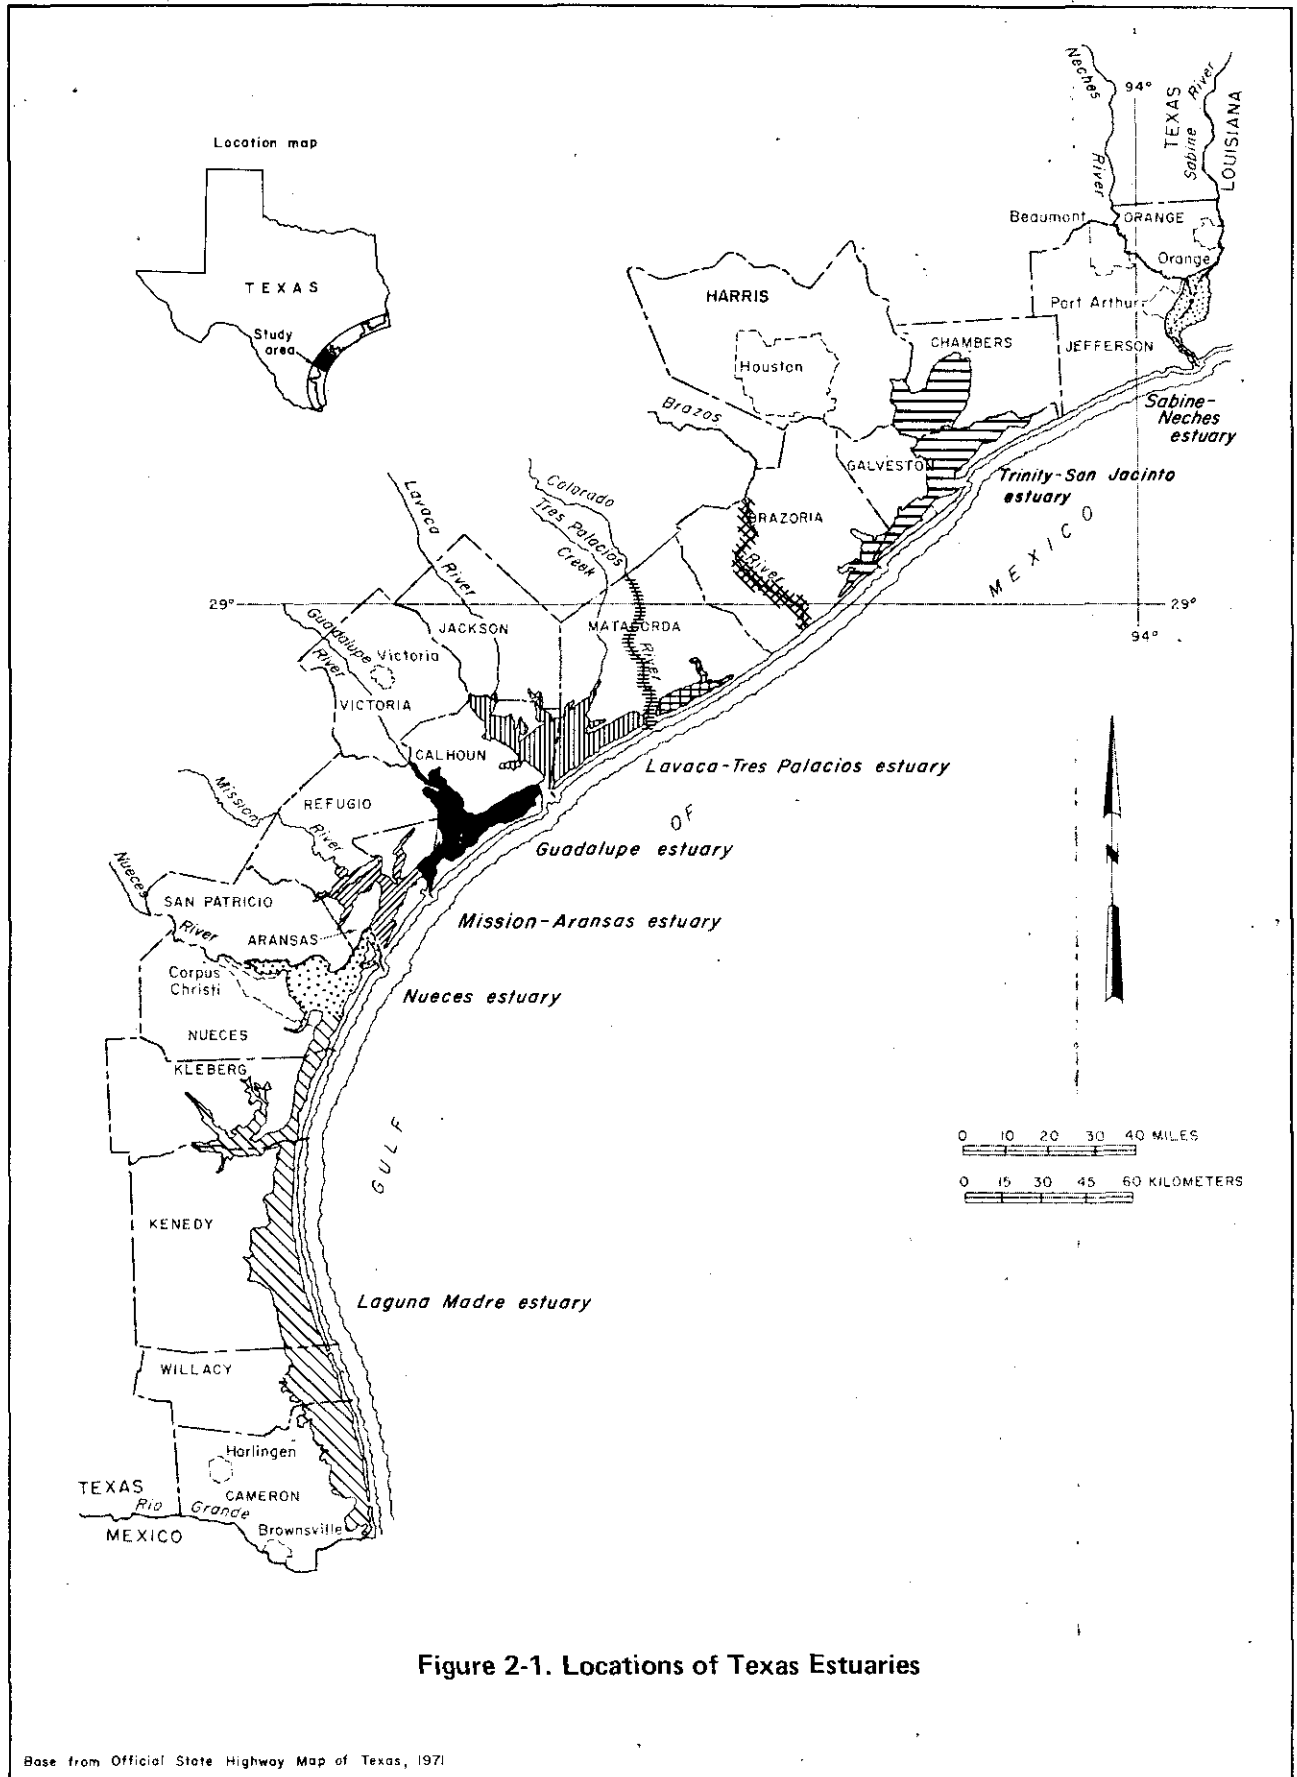 Location map
TEXAS
Study
area
Neches
River
94°
TEXAS
Sabine River
LOUISIANA
Beaumont
ORANGE
Orange
Port Arthur
JEFFERSON
HARRIS
Houston
CHAMBERS
Sabine-
Neches
estuary
Brazos
River
GALVESTON
Trinity-San Jacinto
estuary
BRAZORIA
Colorado
River
Tres Palacios
Creek
Lavaca
River
29°
29°
94°
MATAGORDA
JACKSON
Guadalupe
River
Victoria
VICTORIA
CALHOUN
Lavaca-Tres Palacios estuary
GULF
OF
MEXICO
Mission
River
REFUGIO
Guadalupe estuary
Nueces
River
SAN PATRICIO
ARANSAS
Mission-Aransas estuary
Corpus
Christi
Nueces estuary
NUECES
KLEBERG
N
0 10 20 30 40 MILES
0 15 30 45 60 KILOMETERS
KENEDY
Laguna Madre estuary
WILLACY
Harlingen
TEXAS
CAMERON
Rio Grande
MEXICO
Brownsville
Figure 2-1. Locations of Texas Estuaries
Base from Official State Highway Map of Texas, 1971